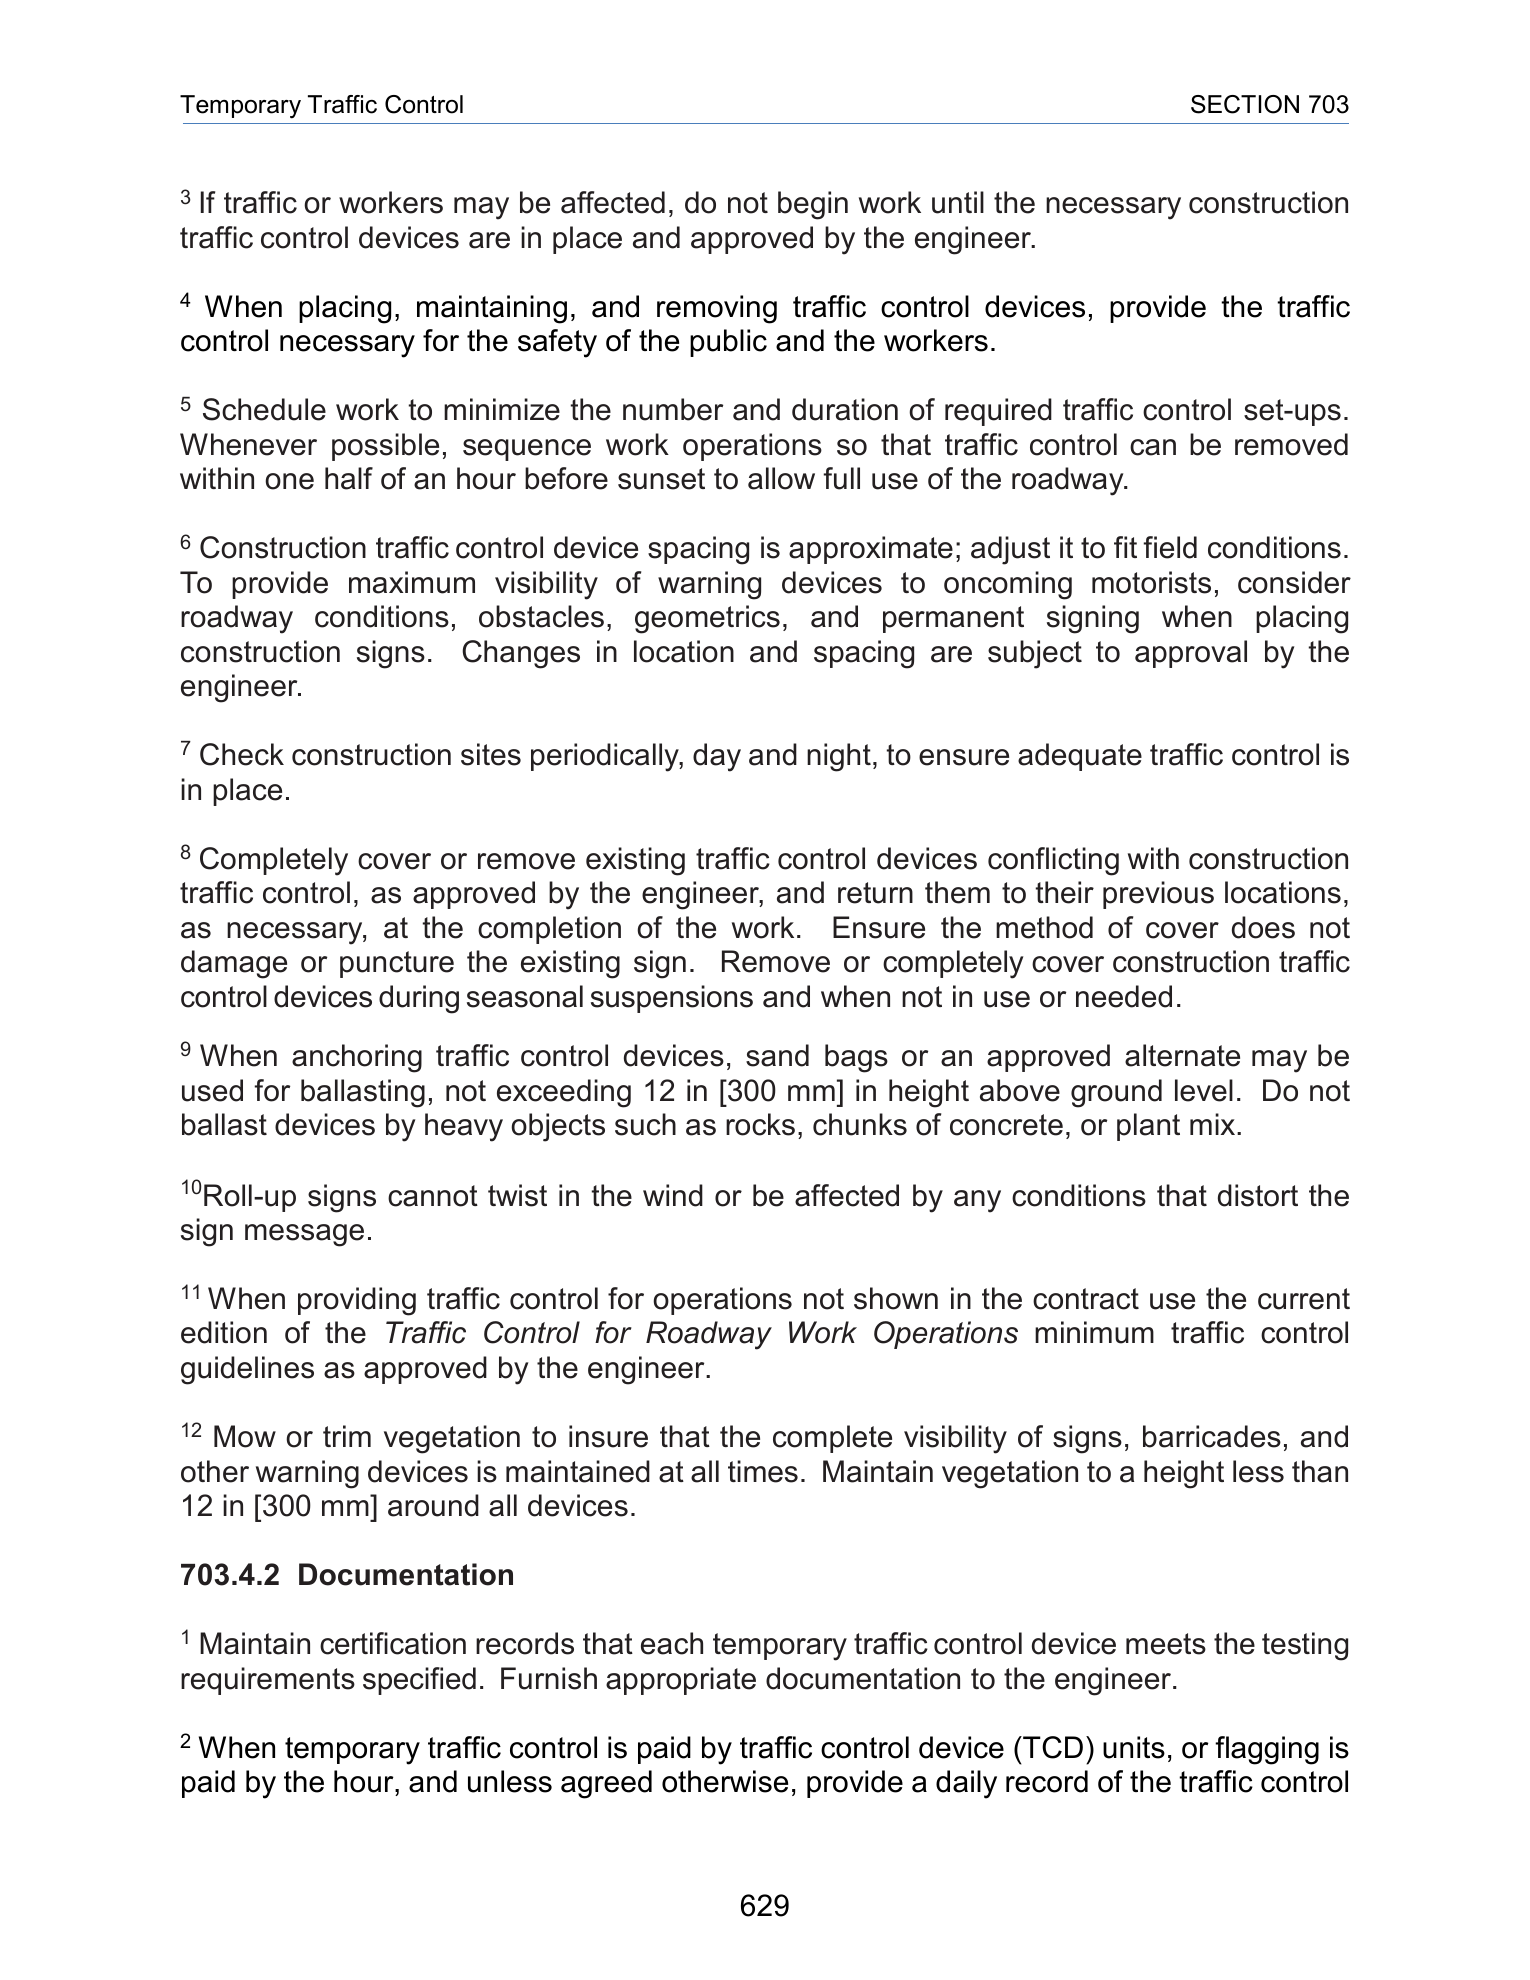 Temporary Traffic Control SECTION 703
3 If traffic or workers may be affected, do not begin work until the necessary construction
traffic control devices are in place and approved by the engineer.
4 When placing, maintaining, and removing traffic control devices, provide the traffic
control necessary for the safety of the public and the workers.
5 Schedule work to minimize the number and duration of required traffic control set-ups.
Whenever possible, sequence work operations so that traffic control can be removed
within one half of an hour before sunset to allow full use of the roadway.
6 Construction traffic control device spacing is approximate; adjust it to fit field conditions.
To provide maximum visibility of warning devices to oncoming motorists, consider
roadway conditions, obstacles, geometrics, and permanent signing when placing
construction signs. Changes in location and spacing are subject to approval by the
engineer.
7 Check construction sites periodically, day and night, to ensure adequate traffic control is
in place.
8 Completely cover or remove existing traffic control devices conflicting with construction
traffic control, as approved by the engineer, and return them to their previous locations,
as necessary, at the completion of the work. Ensure the method of cover does not
damage or puncture the existing sign. Remove or completely cover construction traffic
control devices during seasonal suspensions and when not in use or needed.
9 When anchoring traffic control devices, sand bags or an approved alternate may be
used for ballasting, not exceeding 12 in [300 mm] in height above ground level. Do not
ballast devices by heavy objects such as rocks, chunks of concrete, or plant mix.
10Roll-up signs cannot twist in the wind or be affected by any conditions that distort the
sign message.
11 When providing traffic control for operations not shown in the contract use the current
edition of the Traffic Control for Roadway Work Operations minimum traffic control
guidelines as approved by the engineer.
12 Mow or trim vegetation to insure that the complete visibility of signs, barricades, and
other warning devices is maintained at all times. Maintain vegetation to a height less than
12 in [300 mm] around all devices.
703.4.2 Documentation
1 Maintain certification records that each temporary traffic control device meets the testing
requirements specified. Furnish appropriate documentation to the engineer.
2 When temporary traffic control is paid by traffic control device (TCD) units, or flagging is
paid by the hour, and unless agreed otherwise, provide a daily record of the traffic control
629